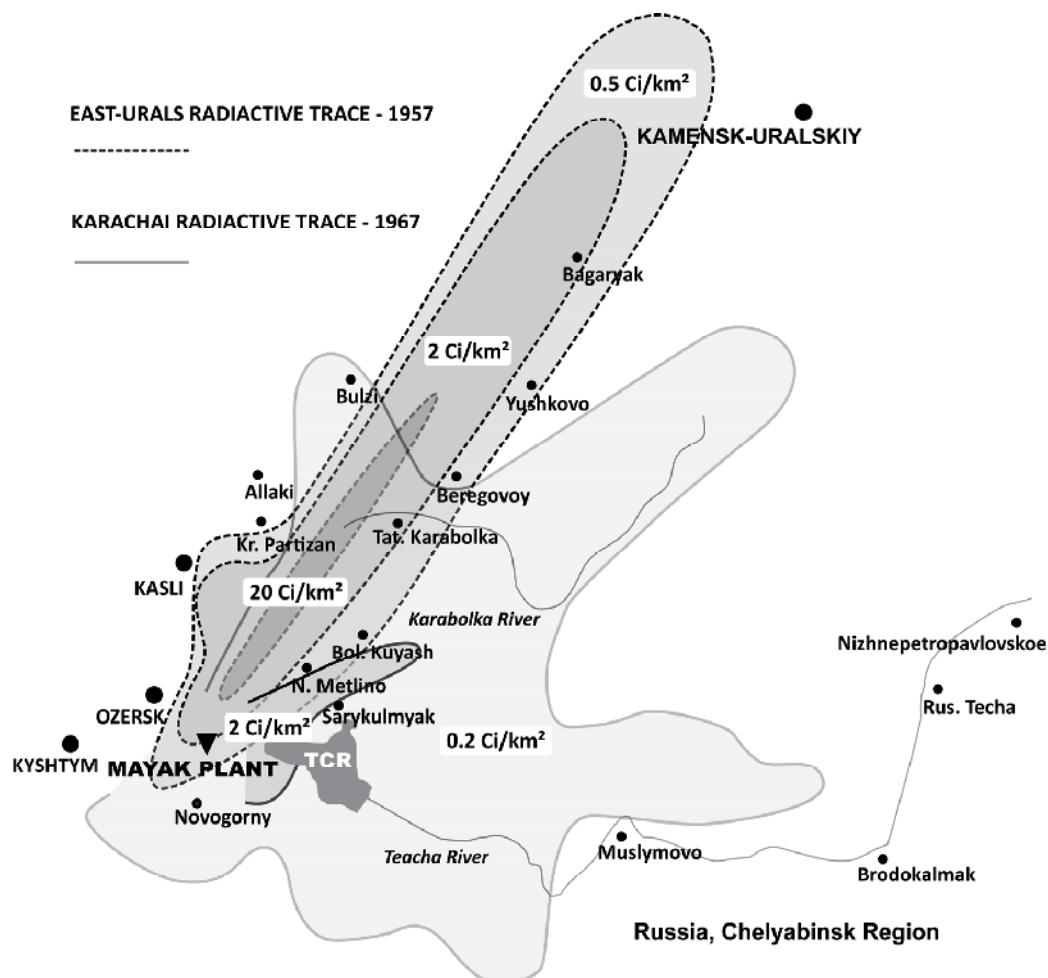 0.5 Ci/km²
EAST-URALS RADIACTIVE TRACE - 1957
KAMENSK-URALSKIY
KARACHAI RADIACTIVE TRACE - 1967
Bagaryak
2 Ci/km²
Bulzi
Yushkovo
Allaki
Beregovoy
Kr. Partizan
Tat. Karabolka
KASLI
20 Ci/km²
Karabolka River
Bol. Kuyash
Nizhnepetropavlovskoe
N. Metlino
Rus. Techa
OZERSK
Sarykulmyak
2 Ci/km²
0.2 Ci/km²
KYSHTYM
MAYAK PLANT
TCR
Novogorny
Teacha River
Muslymovo
Brodokalmak
Russia, Chelyabinsk Region